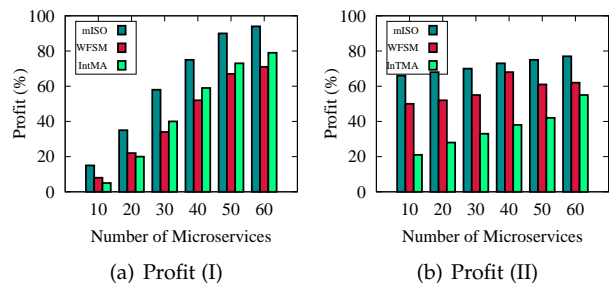 100
80
60
40
20
0
Profit (%)
mISO
WFSM
IntMA
10 20 30 40 50 60
Number of Microservices
(a) Profit (I)
100
80
60
40
20
0
Profit (%)
mISO
WFSM
IntMA
10 20 30 40 50 60
Number of Microservices
(b) Profit (II)